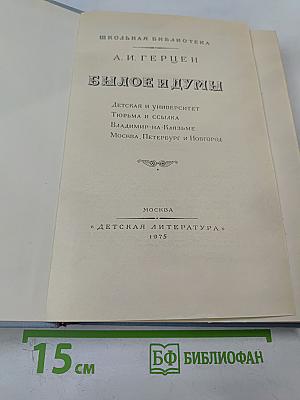 ШКОЛЬНАЯ БИБЛИОТЕКА
А. И. ГЕРЦЕН
БЫЛОЕ И ДУМЫ
Детская и университет
Тюрьма и ссылка
Владимир-на-Клязьме
Москва, Петербург и Новгород
МОСКВА
«ДЕТСКАЯ ЛИТЕРАТУРА»
1975
15 СМ
БФ БИБЛИОФАН